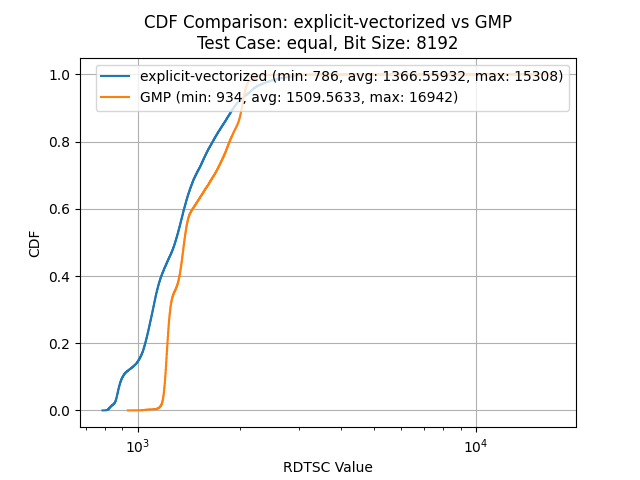 CDF Comparison: explicit-vectorized vs GMP
Test Case: equal, Bit Size: 8192
explicit-vectorized (min: 786, avg: 1366.55932, max: 15308)
GMP (min: 934, avg: 1509.5633, max: 16942)
CDF
1.0
0.8
0.6
0.4
0.2
0.0
10³ 10⁴
RDTSC Value